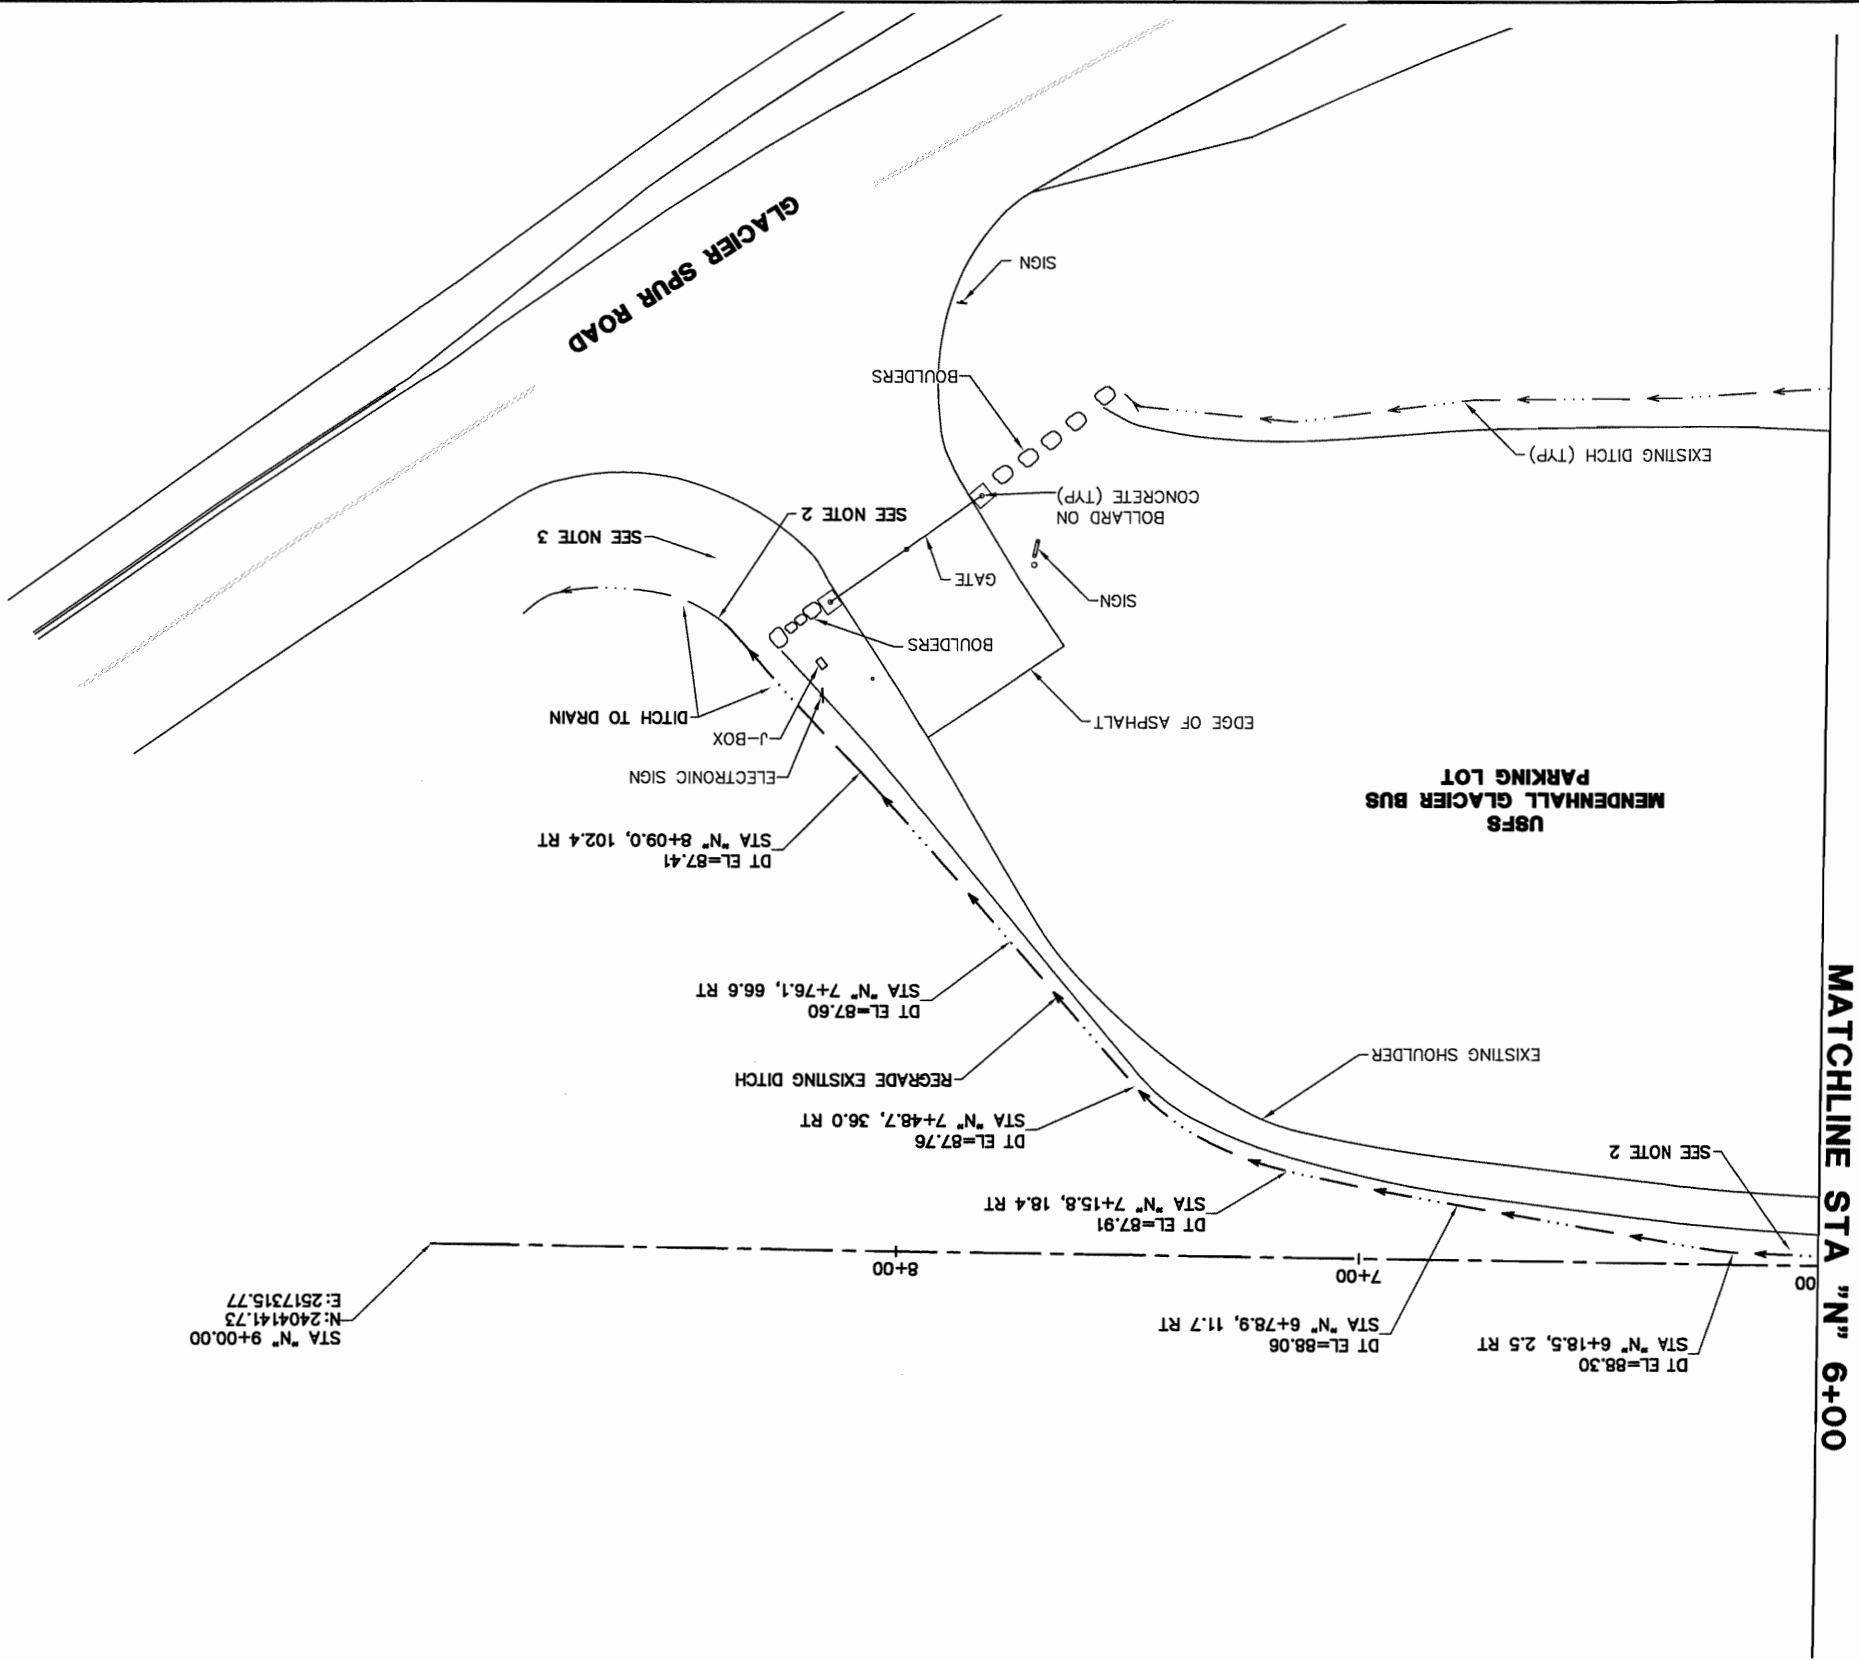 MATCHLINE STA "N" 6+00
DT EL=88.30
STA "N" 6+18.5, 2.5 RT
DT EL=88.06
STA "N" 6+78.9, 11.7 RT
STA "N" 9+00.00
N:2404141.73
E:2517315.77
00
7+00
8+00
DT EL=87.91
STA "N" 7+15.8, 18.4 RT
SEE NOTE 2
DT EL=87.76
STA "N" 7+48.7, 36.0 RT
EXISTING SHOULDER
REGRADE EXISTING DITCH
DT EL=87.60
STA "N" 7+76.1, 66.6 RT
DT EL=87.41
STA "N" 8+09.0, 102.4 RT
USFS
MENDENHALL GLACIER BUS
PARKING LOT
ELECTRONIC SIGN
J-BOX
EDGE OF ASPHALT
DITCH TO DRAIN
BOULDERS
SIGN
GATE
SEE NOTE 3
BOLLARD ON
CONCRETE (TYP)
SEE NOTE 2
EXISTING DITCH (TYP)
BOULDERS
GLACIER SPUR ROAD
SIGN